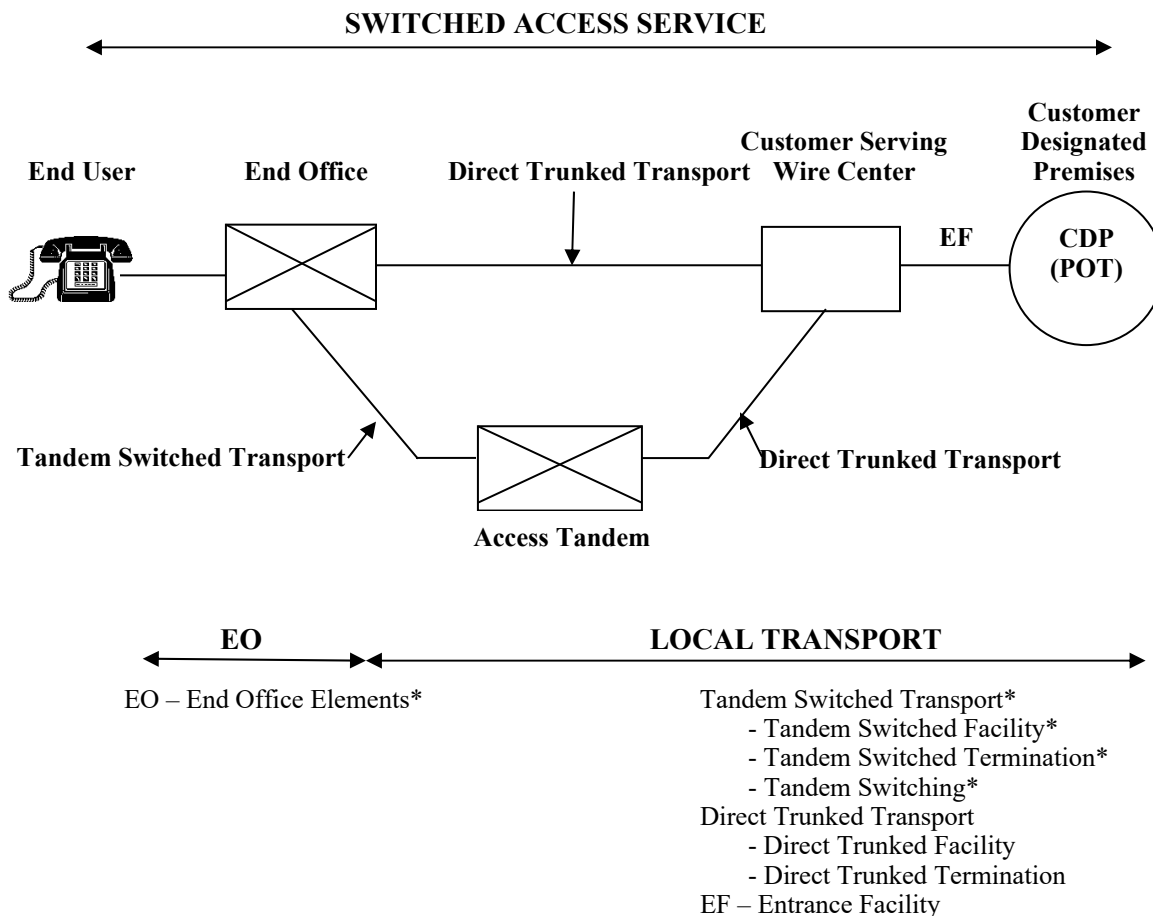 SWITCHED ACCESS SERVICE
Customer
Designated
Premises
Customer Serving
Wire Center
End User
End Office
Direct Trunked Transport
EF
CDP
(POT)
Tandem Switched Transport
Direct Trunked Transport
Access Tandem
EO
LOCAL TRANSPORT
EO – End Office Elements*
Tandem Switched Transport*
- Tandem Switched Facility*
- Tandem Switched Termination*
- Tandem Switching*
Direct Trunked Transport
- Direct Trunked Facility
- Direct Trunked Termination
EF – Entrance Facility